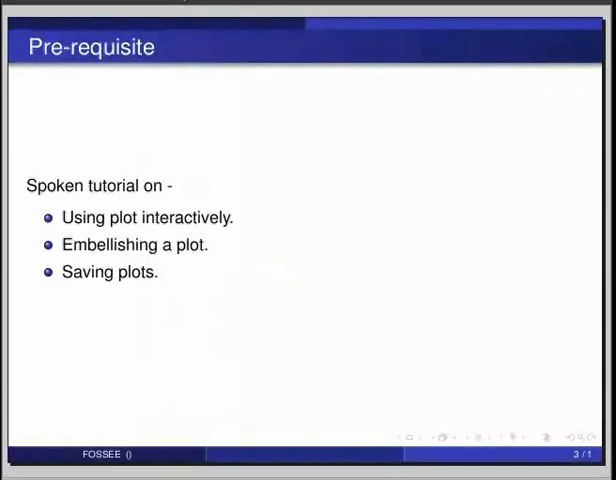 Pre-requisite
Spoken tutorial on -
Using plot interactively.
Embellishing a plot.
Saving plots.
FOSSEE ()
3 / 1